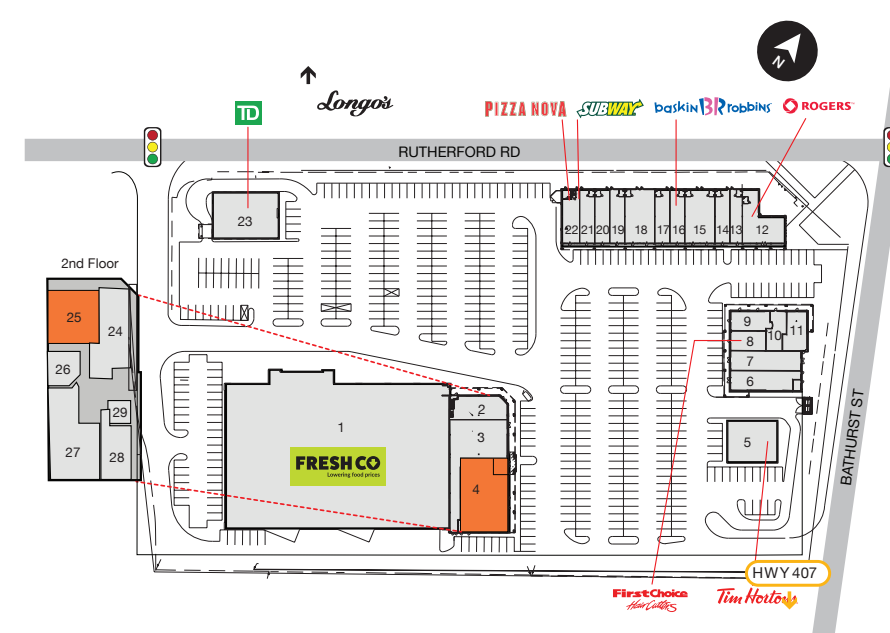 N
Longo's
TD
PIZZA NOVA
SUBWAY
baskin BR robbins
ROGERS
RUTHERFORD RD
23
22 21 20 19 18 17 16 15 14 13 12
2nd Floor
25
24
26
29
27
28
9
10
11
8
7
6
5
1
2
3
4
FRESHCO
Lowering food prices
BATHURST ST
HWY 407
First Choice
Hair Cutters
Tim Hortons